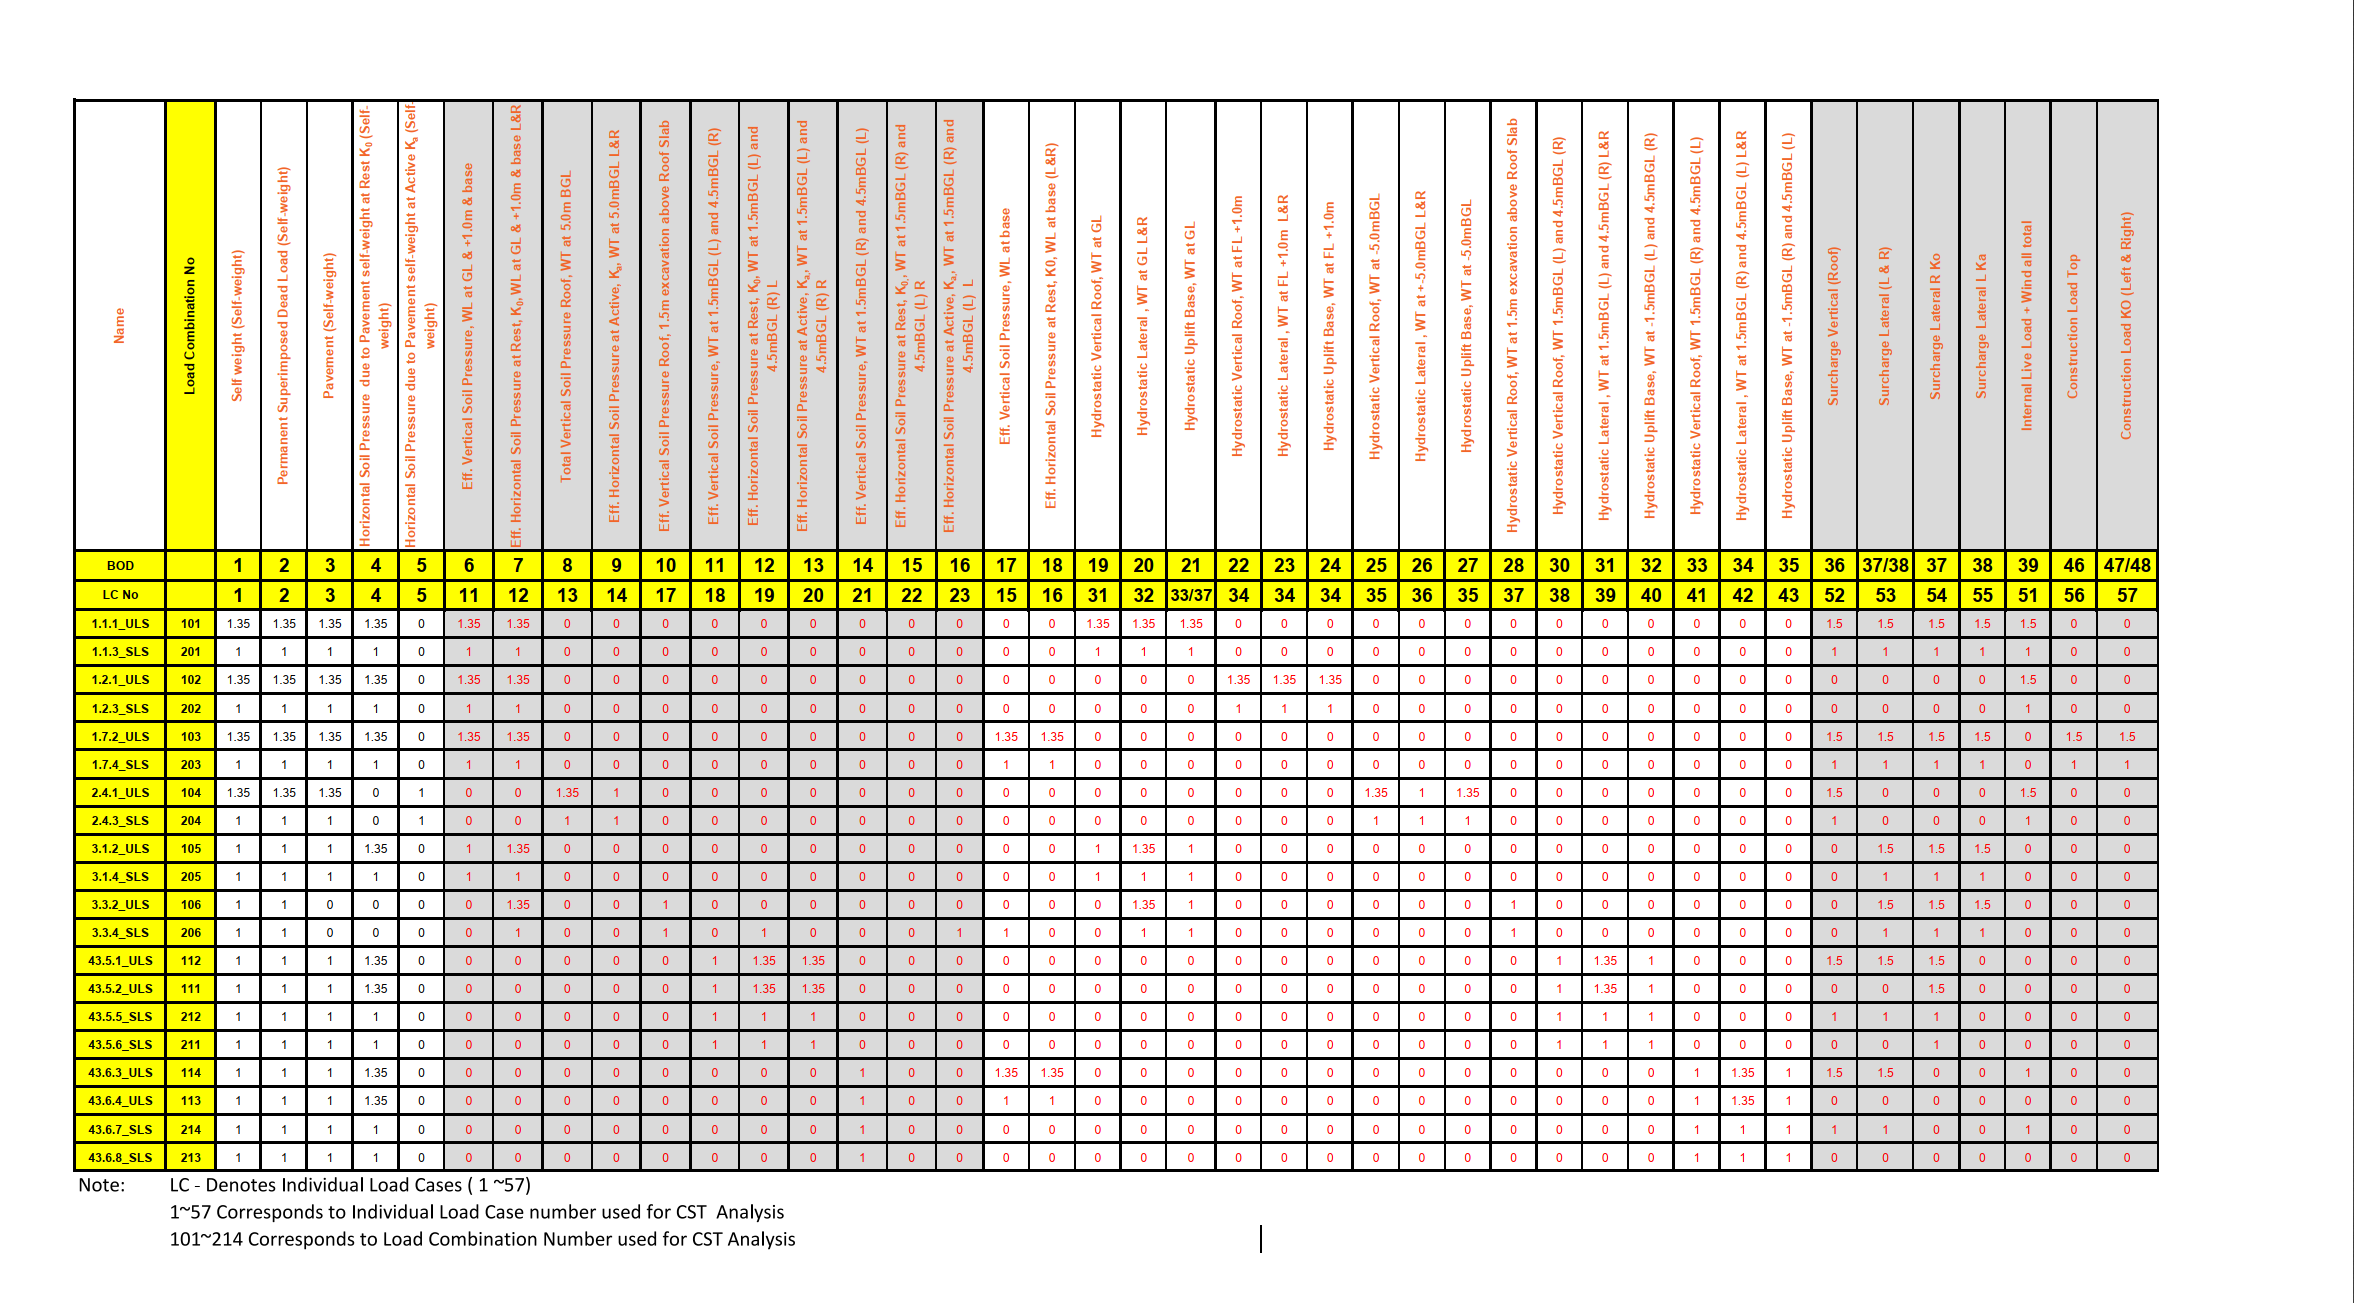 Name
Load Combination No
Self weight (Self-weight)
Permanent Superimposed Dead Load (Self-weight)
Pavement (Self-weight)
Horizontal Soil Pressure due to Pavement self-weight at Rest K0 (Self-
weight)
Horizontal Soil Pressure due to Pavement self-weight at Active Ka (Self-
weight)
Eff. Vertical Soil Pressure, WL at GL & +1.0m & base
Eff. Horizontal Soil Pressure at Rest, K0, WL at GL & +1.0m & base L&R
Total Vertical Soil Pressure Roof, WT at 5.0m BGL
Eff. Horizontal Soil Pressure at Active, Ka, WT at 5.0mBGL L&R
Eff. Vertical Soil Pressure Roof, 1.5m excavation above Roof Slab
Eff. Vertical Soil Pressure, WT at 1.5mBGL (L) and 4.5mBGL (R)
Eff. Horizontal Soil Pressure at Rest, K0, WT at 1.5mBGL (L) and
4.5mBGL (R) L
Eff. Horizontal Soil Pressure at Active, Ka,, WT at 1.5mBGL (L) and
4.5mBGL (R) R
Eff. Vertical Soil Pressure, WT at 1.5mBGL (R) and 4.5mBGL (L)
Eff. Horizontal Soil Pressure at Rest, K0, WT at 1.5mBGL (R) and
4.5mBGL (L) R
Eff. Horizontal Soil Pressure at Active, Ka, WT at 1.5mBGL (R) and
4.5mBGL (L) L
Eff. Vertical Soil Pressure, WL at base
Eff. Horizontal Soil Pressure at Rest, K0, WL at base (L&R)
Hydrostatic Vertical Roof, WT at GL
Hydrostatic Lateral , WT at GL L&R
Hydrostatic Uplift Base, WT at GL
Hydrostatic Vertical Roof, WT at FL +1.0m
Hydrostatic Lateral , WT at FL +1.0m L&R
Hydrostatic Uplift Base, WT at FL +1.0m
Hydrostatic Vertical Roof, WT at -5.0mBGL
Hydrostatic Lateral , WT at +-5.0mBGL L&R
Hydrostatic Uplift Base, WT at -5.0mBGL
Hydrostatic Vertical Roof, WT at 1.5m excavation above Roof Slab
Hydrostatic Vertical Roof, WT 1.5mBGL (L) and 4.5mBGL (R)
Hydrostatic Lateral , WT at 1.5mBGL (L) and 4.5mBGL (R) L&R
Hydrostatic Uplift Base, WT at -1.5mBGL (L) and 4.5mBGL (R)
Hydrostatic Vertical Roof, WT 1.5mBGL (R) and 4.5mBGL (L)
Hydrostatic Lateral , WT at 1.5mBGL (R) and 4.5mBGL (L) L&R
Hydrostatic Uplift Base, WT at -1.5mBGL (R) and 4.5mBGL (L)
Surcharge Vertical (Roof)
Surcharge Lateral (L & R)
Surcharge Lateral R Ko
Surcharge Lateral L Ka
Internal Live Load + Wind all total
Construction Load Top
Construction Load KO (Left & Right)
BOD 1 2 3 4 5 6 7 8 9 10 11 12 13 14 15 16 17 18 19 20 21 22 23 24 25 26 27 28 30 31 32 33 34 35 36 37/38 37 38 39 46 47/48
LC No 1 2 3 4 5 11 12 13 14 17 18 19 20 21 22 23 15 16 31 32 33/37 34 34 34 35 36 35 37 38 39 40 41 42 43 52 53 54 55 51 56 57
1.1.1_ULS 101 1.35 1.35 1.35 1.35 0 1.35 1.35 0 0 0 0 0 0 0 0 0 0 0 1.35 1.35 1.35 0 0 0 0 0 0 0 0 0 0 0 0 0 1.5 1.5 1.5 1.5 1.5 0 0
1.1.3_SLS 201 1 1 1 1 0 1 1 0 0 0 0 0 0 0 0 0 0 0 1 1 1 0 0 0 0 0 0 0 0 0 0 0 0 0 1 1 1 1 1 0 0
1.2.1_ULS 102 1.35 1.35 1.35 1.35 0 1.35 1.35 0 0 0 0 0 0 0 0 0 0 0 0 0 0 1.35 1.35 1.35 0 0 0 0 0 0 0 0 0 0 0 0 0 0 1.5 0 0
1.2.3_SLS 202 1 1 1 1 0 1 1 0 0 0 0 0 0 0 0 0 0 0 0 0 0 1 1 1 0 0 0 0 0 0 0 0 0 0 0 0 0 0 1 0 0
1.7.2_ULS 103 1.35 1.35 1.35 1.35 0 1.35 1.35 0 0 0 0 0 0 0 0 0 1.35 1.35 0 0 0 0 0 0 0 0 0 0 0 0 0 0 0 0 1.5 1.5 1.5 1.5 0 1.5 1.5
1.7.4_SLS 203 1 1 1 1 0 1 1 0 0 0 0 0 0 0 0 0 1 1 0 0 0 0 0 0 0 0 0 0 0 0 0 0 0 0 1 1 1 1 0 1 1
2.4.1_ULS 104 1.35 1.35 1.35 0 1 0 0 1.35 1 0 0 0 0 0 0 0 0 0 0 0 0 0 0 0 1.35 1 1.35 0 0 0 0 0 0 0 1.5 0 0 0 1.5 0 0
2.4.3_SLS 204 1 1 1 0 1 0 0 1 1 0 0 0 0 0 0 0 0 0 0 0 0 0 0 0 1 1 1 0 0 0 0 0 0 0 1 0 0 0 1 0 0
3.1.2_ULS 105 1 1 1 1.35 0 1 1.35 0 0 0 0 0 0 0 0 0 0 0 1 1.35 1 0 0 0 0 0 0 0 0 0 0 0 0 0 0 1.5 1.5 1.5 0 0 0
3.1.4_SLS 205 1 1 1 1 0 1 1 0 0 0 0 0 0 0 0 0 0 0 1 1 1 0 0 0 0 0 0 0 0 0 0 0 0 0 0 1 1 1 0 0 0
3.3.2_ULS 106 1 1 0 0 0 0 1.35 0 0 1 0 0 0 0 0 0 0 0 0 1.35 1 0 0 0 0 0 0 1 0 0 0 0 0 0 0 1.5 1.5 1.5 0 0 0
3.3.4_SLS 206 1 1 0 0 0 0 1 0 0 1 0 1 0 0 0 1 1 0 0 1 1 0 0 0 0 0 0 1 0 0 0 0 0 0 0 1 1 1 0 0 0
43.5.1_ULS 112 1 1 1 1.35 0 0 0 0 0 0 1 1.35 1.35 0 0 0 0 0 0 0 0 0 0 0 0 0 0 0 1 1.35 1 0 0 0 1.5 1.5 1.5 0 0 0 0
43.5.2_ULS 111 1 1 1 1.35 0 0 0 0 0 0 1 1.35 1.35 0 0 0 0 0 0 0 0 0 0 0 0 0 0 0 1 1.35 1 0 0 0 0 0 1.5 0 0 0 0
43.5.5_SLS 212 1 1 1 1 0 0 0 0 0 0 1 1 1 0 0 0 0 0 0 0 0 0 0 0 0 0 0 0 1 1 1 0 0 0 1 1 1 0 0 0 0
43.5.6_SLS 211 1 1 1 1 0 0 0 0 0 0 1 1 1 0 0 0 0 0 0 0 0 0 0 0 0 0 0 0 1 1 1 0 0 0 0 0 1 0 0 0 0
43.6.3_ULS 114 1 1 1 1.35 0 0 0 0 0 0 0 0 0 1 0 0 1.35 1.35 0 0 0 0 0 0 0 0 0 0 0 0 0 1 1.35 1 1.5 1.5 0 0 1 0 0
43.6.4_ULS 113 1 1 1 1.35 0 0 0 0 0 0 0 0 0 1 0 0 1 1 0 0 0 0 0 0 0 0 0 0 0 0 0 1 1.35 1 0 0 0 0 0 0 0
43.6.7_SLS 214 1 1 1 1 0 0 0 0 0 0 0 0 0 1 0 0 0 0 0 0 0 0 0 0 0 0 0 0 0 0 0 1 1 1 1 1 0 0 1 0 0
43.6.8_SLS 213 1 1 1 1 0 0 0 0 0 0 0 0 0 1 0 0 0 0 0 0 0 0 0 0 0 0 0 0 0 0 0 1 1 1 0 0 0 0 0 0 0
Note: LC - Denotes Individual Load Cases ( 1 ~57)
1~57 Corresponds to Individual Load Case number used for CST Analysis
101~214 Corresponds to Load Combination Number used for CST Analysis